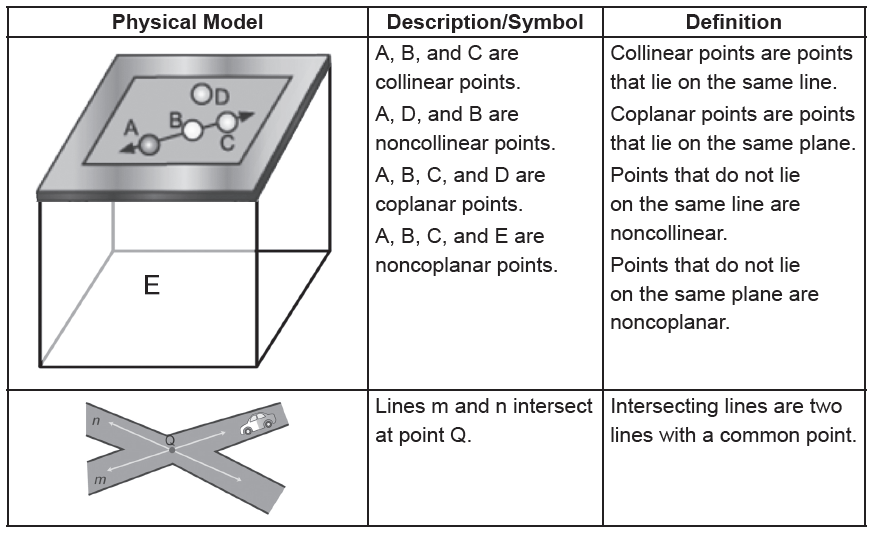 Physical Model
Description/Symbol
Definition
D
A
B
C
E
A, B, and C are
collinear points.
A, D, and B are
noncollinear points.
A, B, C, and D are
coplanar points.
A, B, C, and E are
noncoplanar points.
Collinear points are points
that lie on the same line.
Coplanar points are points
that lie on the same plane.
Points that do not lie
on the same line are
noncollinear.
Points that do not lie
on the same plane are
noncoplanar.
n
Q
m
Lines m and n intersect
at point Q.
Intersecting lines are two
lines with a common point.